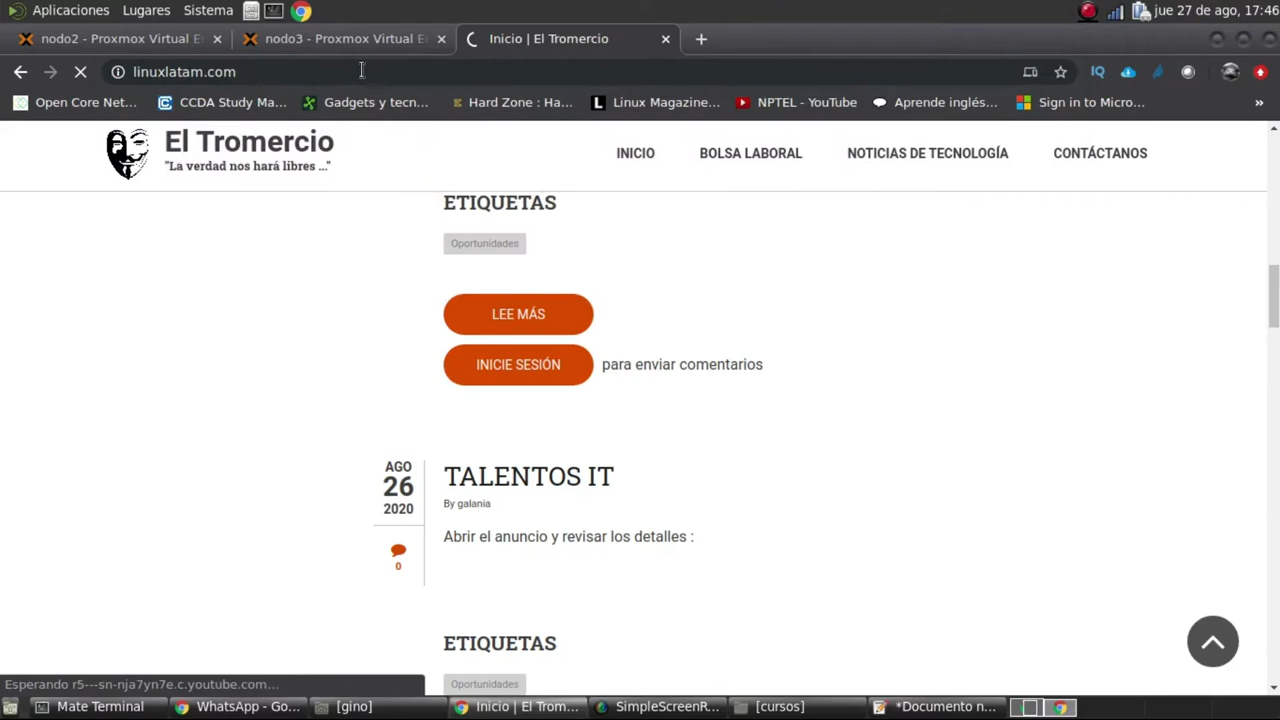 Aplicaciones Lugares Sistema jue 27 de ago, 17:46
nodo2 - Proxmox Virtual E nodo3 - Proxmox Virtual E Inicio | El Tromercio
linuxlatam.com
Open Core Net... CCDA Study Ma... Gadgets y tecn... Hard Zone : Ha... Linux Magazine... NPTEL - YouTube Aprende inglés... Sign in to Micro... »
El Tromercio
"La verdad nos hará libres ..."
INICIO BOLSA LABORAL NOTICIAS DE TECNOLOGÍA CONTÁCTANOS
ETIQUETAS
Oportunidades
LEE MÁS
INICIE SESIÓN para enviar comentarios
AGO
26
2020
0
TALENTOS IT
By galania
Abrir el anuncio y revisar los detalles :
ETIQUETAS
Oportunidades
Esperando r5---sn-nja7yn7e.c.youtube.com...
Mate Terminal WhatsApp - Go... [gino] Inicio | El Trom... SimpleScreenR... [cursos] *Documento n...